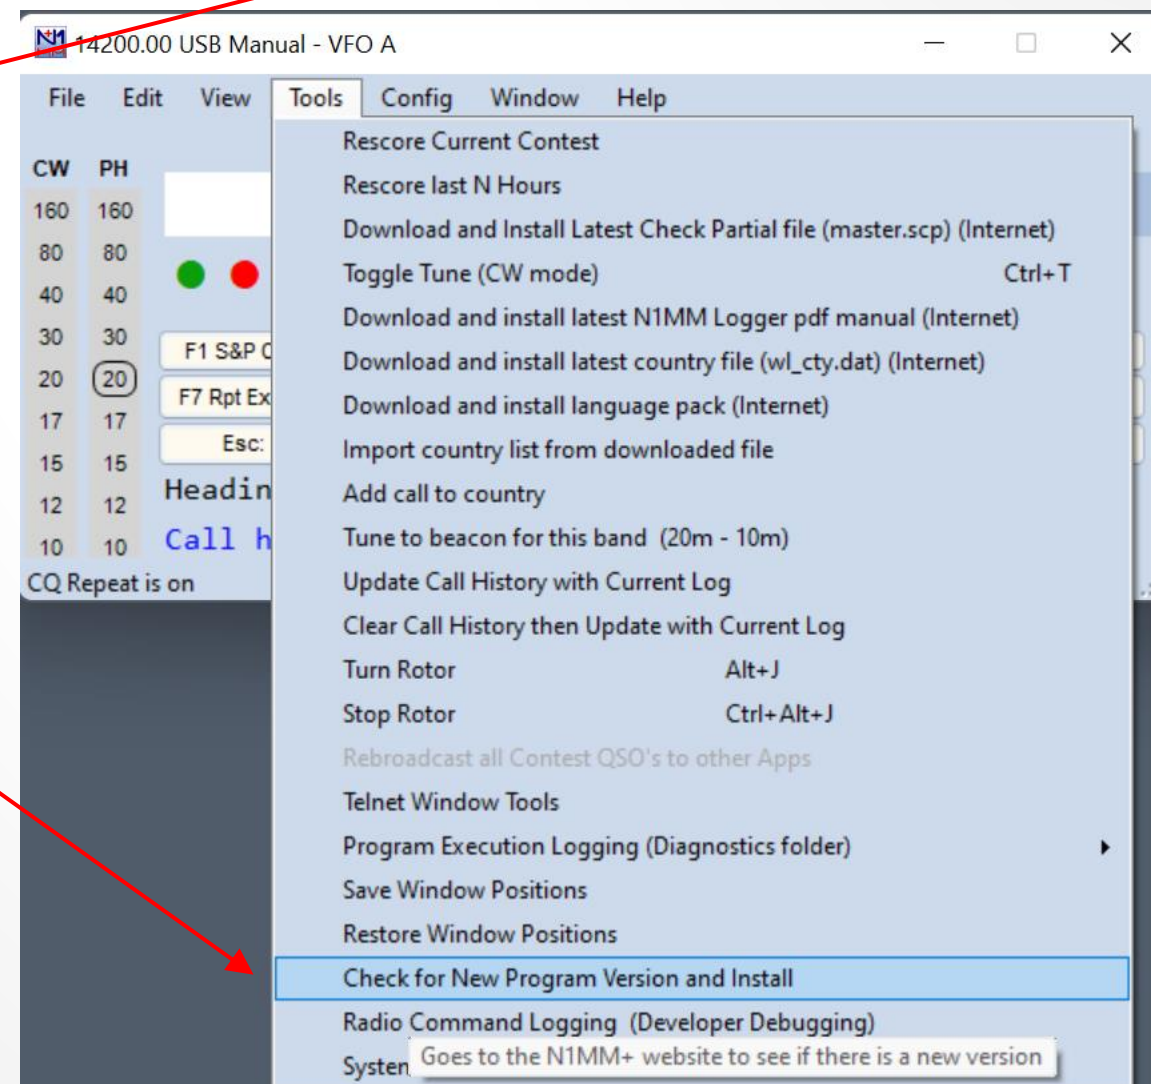 N1 14200.00 USB Manual - VFO A
File Edit View Tools Config Window Help
CW PH
160 160
80 80
40 40
30 30
20 20
17 17
15 15
12 12
10 10
F1 S&P
F7 Rpt Ex
Esc:
Headin
Call h
CQ Repeat is on
Rescore Current Contest
Rescore last N Hours
Download and Install Latest Check Partial file (master.scp) (Internet)
Toggle Tune (CW mode) Ctrl+T
Download and install latest N1MM Logger pdf manual (Internet)
Download and install latest country file (wl_cty.dat) (Internet)
Download and install language pack (Internet)
Import country list from downloaded file
Add call to country
Tune to beacon for this band (20m - 10m)
Update Call History with Current Log
Clear Call History then Update with Current Log
Turn Rotor Alt+J
Stop Rotor Ctrl+Alt+J
Rebroadcast all Contest QSO's to other Apps
Telnet Window Tools
Program Execution Logging (Diagnostics folder)
Save Window Positions
Restore Window Positions
Check for New Program Version and Install
Radio Command Logging (Developer Debugging)
System
Goes to the N1MM+ website to see if there is a new version